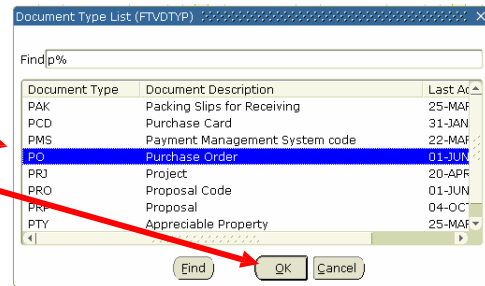 Document Type List (FTVDTYP)
Find p%
Document Type Document Description Last Ac
PAK Packing Slips for Receiving 25-MAR
PCD Purchase Card 31-JAN
PMS Payment Management System code 22-MAR
PO Purchase Order 01-JUN
PRJ Project 20-APR
PRO Proposal Code 01-JUN
PRP Proposal 04-OCT
PTY Appreciable Property 25-MAR
Find OK Cancel